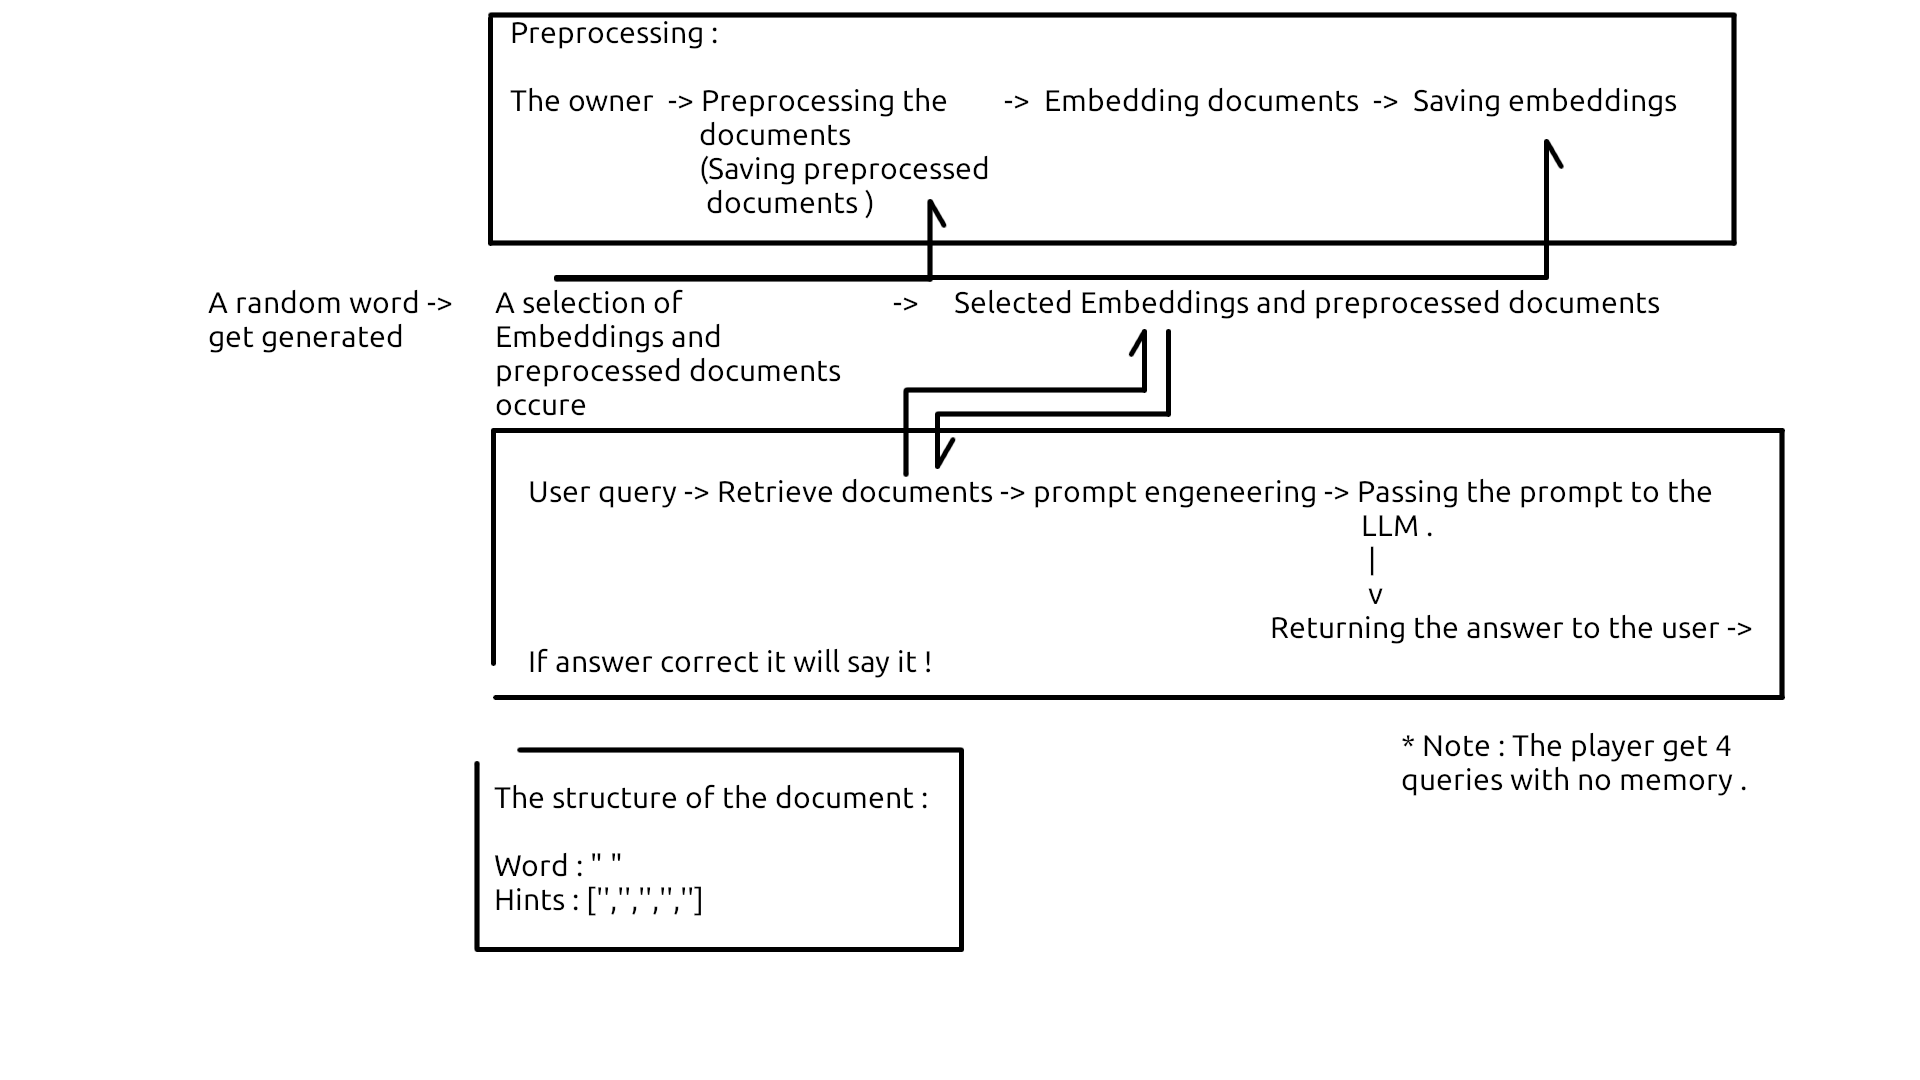 Preprocessing :
The owner -> Preprocessing the -> Embedding documents -> Saving embeddings
documents
(Saving preprocessed
documents )
A random word ->
get generated
A selection of -> Selected Embeddings and preprocessed documents
Embeddings and
preprocessed documents
occure
User query -> Retrieve documents -> prompt engeneering -> Passing the prompt to the
LLM .
|
v
Returning the answer to the user ->
If answer correct it will say it !
* Note : The player get 4
queries with no memory .
The structure of the document :
Word : " "
Hints : ['','','','','']